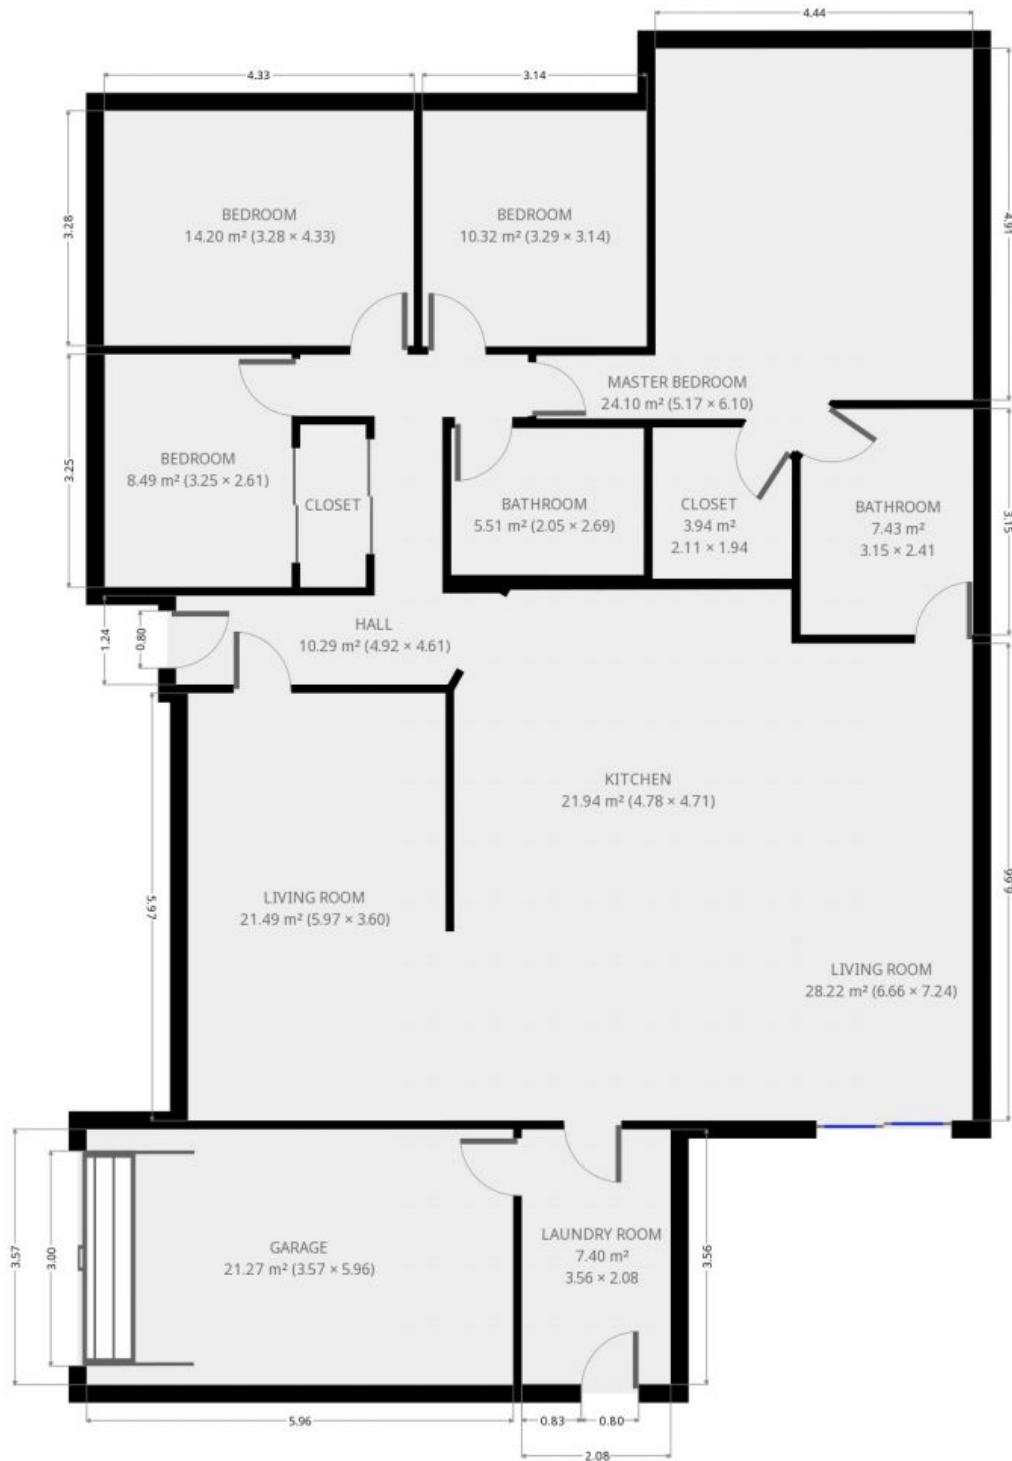 4.44
4.33
3.14
3.28
4.91
BEDROOM
14.20 m² (3.28 × 4.33)
BEDROOM
10.32 m² (3.29 × 3.14)
MASTER BEDROOM
24.10 m² (5.17 × 6.10)
3.25
BEDROOM
8.49 m² (3.25 × 2.61)
CLOSET
BATHROOM
5.51 m² (2.05 × 2.69)
CLOSET
3.94 m²
2.11 × 1.94
BATHROOM
7.43 m²
3.15 × 2.41
3.15
1.24
0.80
HALL
10.29 m² (4.92 × 4.61)
KITCHEN
21.94 m² (4.78 × 4.71)
5.97
LIVING ROOM
21.49 m² (5.97 × 3.60)
6.66
LIVING ROOM
28.22 m² (6.66 × 7.24)
3.57
3.00
GARAGE
21.27 m² (3.57 × 5.96)
LAUNDRY ROOM
7.40 m²
3.56 × 2.08
3.56
5.96
0.83
0.80
2.08